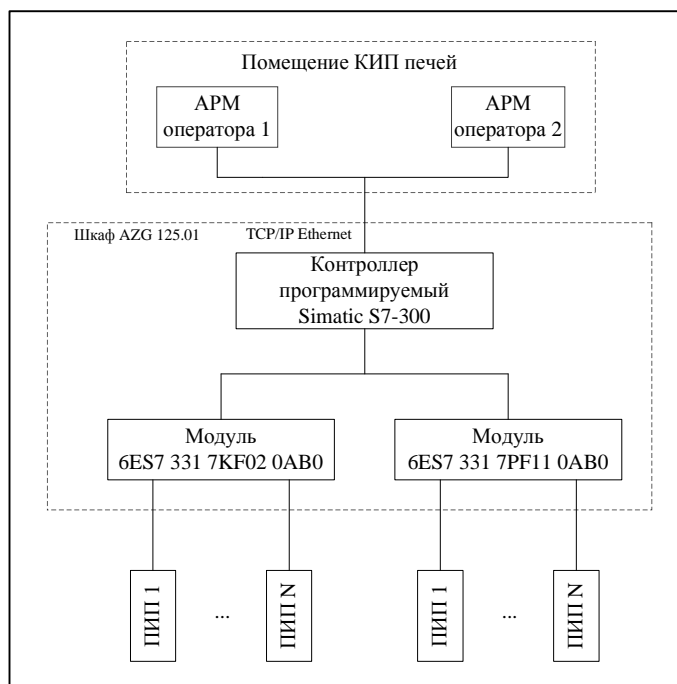 Помещение КИП печей
АРМ
оператора 1
АРМ
оператора 2
Шкаф AZG 125.01
TCP/IP Ethernet
Контроллер
программируемый
Simatic S7-300
Модуль
6ES7 331 7KF02 0AB0
Модуль
6ES7 331 7PF11 0AB0
ПИП 1
...
ПИП N
ПИП 1
...
ПИП N